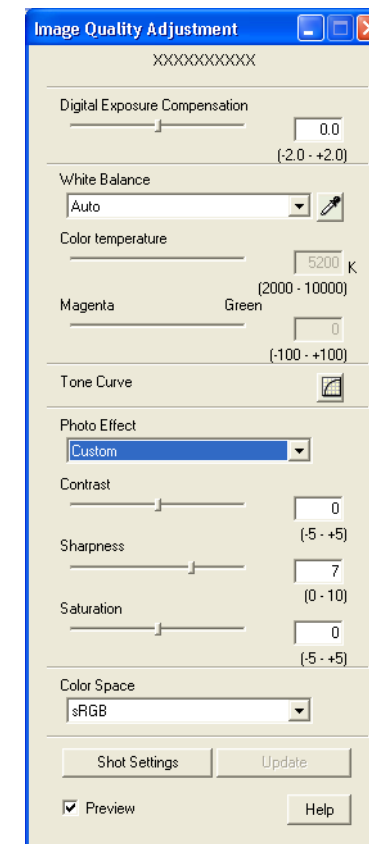 Image Quality Adjustment
XXXXXXXXXX
Digital Exposure Compensation
0.0
(-2.0 - +2.0)
White Balance
Auto
Color temperature
5200 K
(2000 - 10000)
Magenta Green
0
(-100 - +100)
Tone Curve
Photo Effect
Custom
Contrast
0
(-5 - +5)
Sharpness
7
(0 - 10)
Saturation
0
(-5 - +5)
Color Space
sRGB
Shot Settings Update
Preview Help